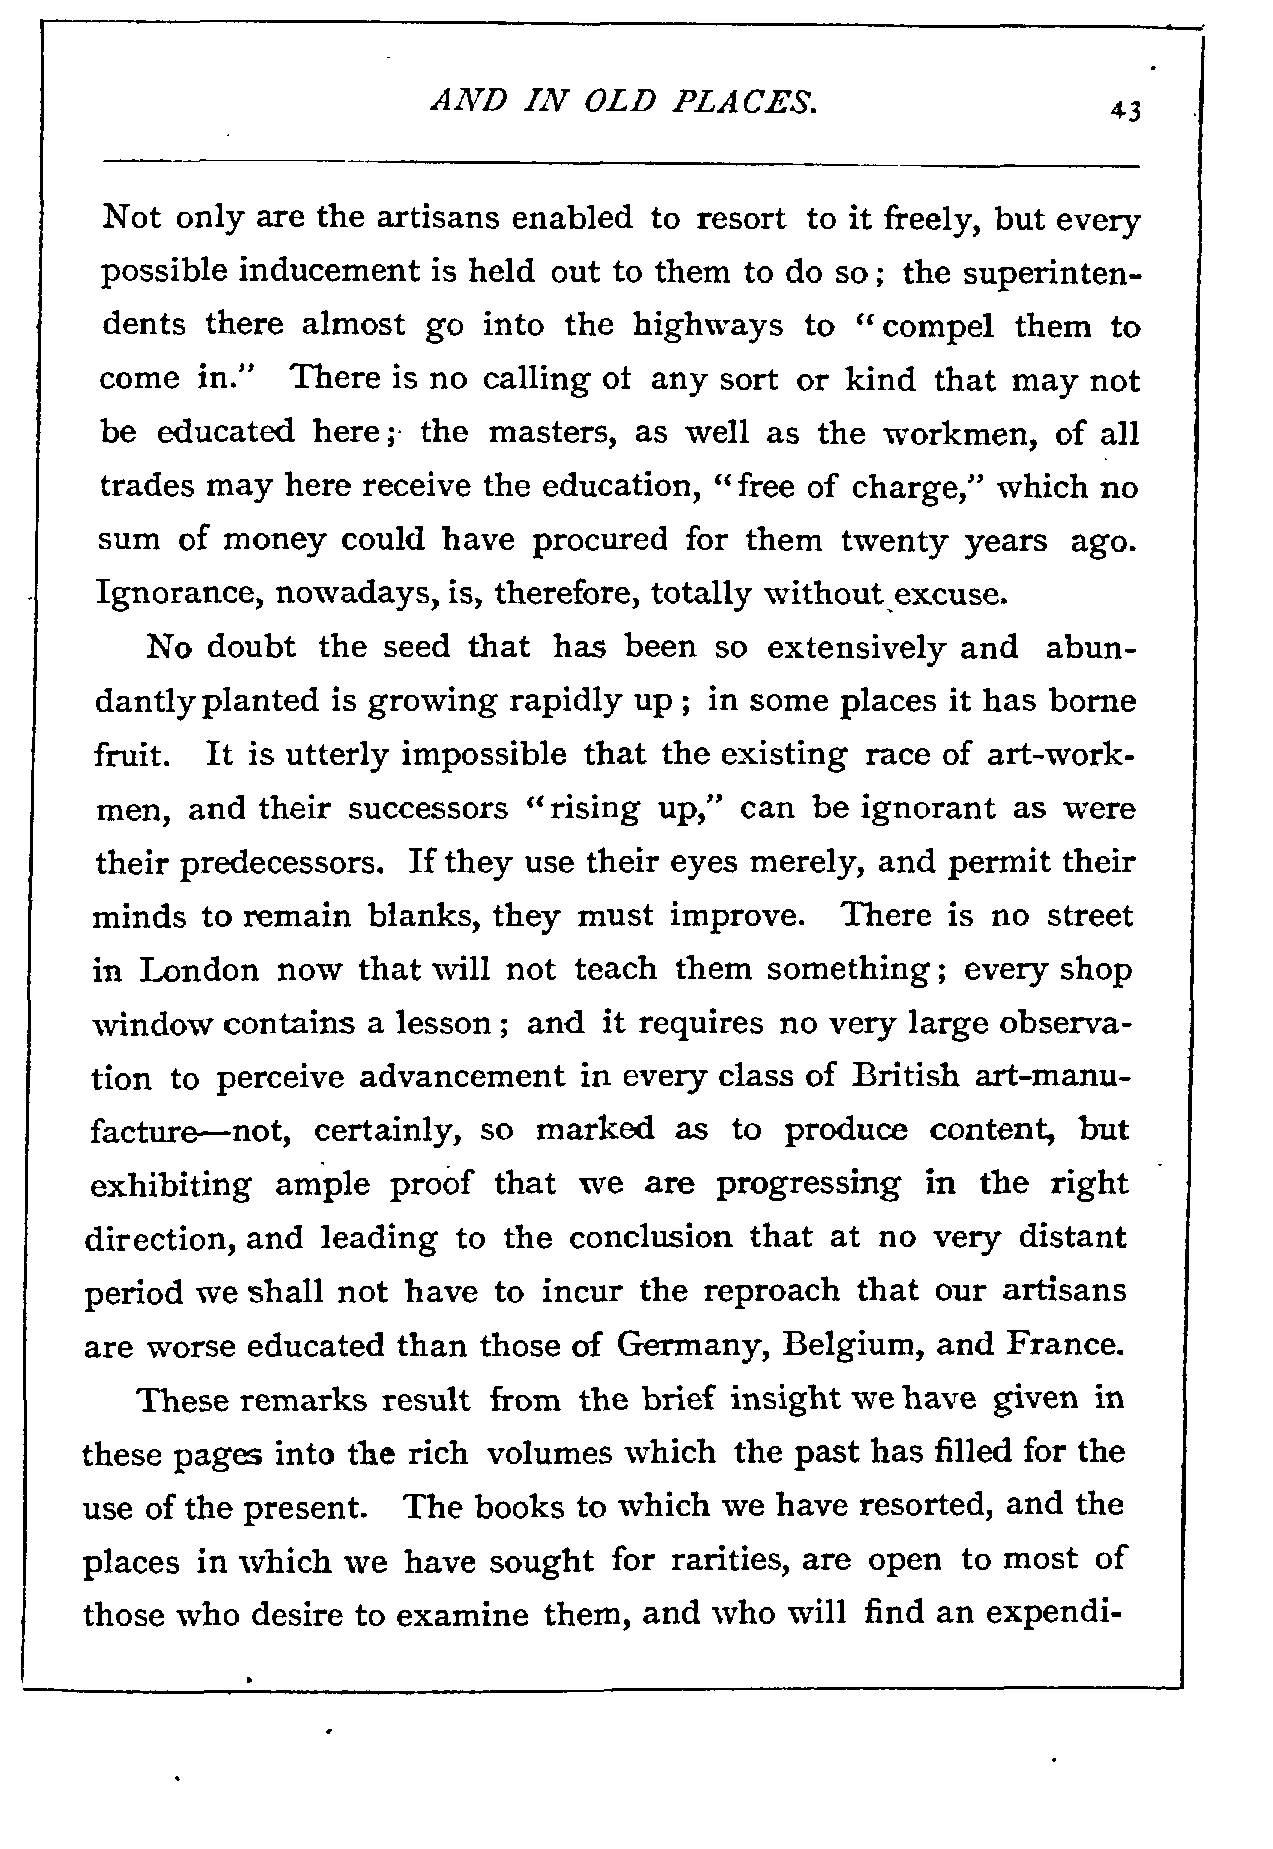 AND IN OLD PLACES. 43
Not only are the artisans enabled to resort to it freely, but every
possible inducement is held out to them to do so; the superinten-
dents there almost go into the highways to "compel them to
come in." There is no calling of any sort or kind that may not
be educated here; the masters, as well as the workmen, of all
trades may here receive the education, "free of charge," which no
sum of money could have procured for them twenty years ago.
Ignorance, nowadays, is, therefore, totally without excuse.
No doubt the seed that has been so extensively and abun-
dantly planted is growing rapidly up; in some places it has borne
fruit. It is utterly impossible that the existing race of art-work-
men, and their successors "rising up," can be ignorant as were
their predecessors. If they use their eyes merely, and permit their
minds to remain blanks, they must improve. There is no street
in London now that will not teach them something; every shop
window contains a lesson; and it requires no very large observa-
tion to perceive advancement in every class of British art-manu-
facture—not, certainly, so marked as to produce content, but
exhibiting ample proof that we are progressing in the right
direction, and leading to the conclusion that at no very distant
period we shall not have to incur the reproach that our artisans
are worse educated than those of Germany, Belgium, and France.
These remarks result from the brief insight we have given in
these pages into the rich volumes which the past has filled for the
use of the present. The books to which we have resorted, and the
places in which we have sought for rarities, are open to most of
those who desire to examine them, and who will find an expendi-